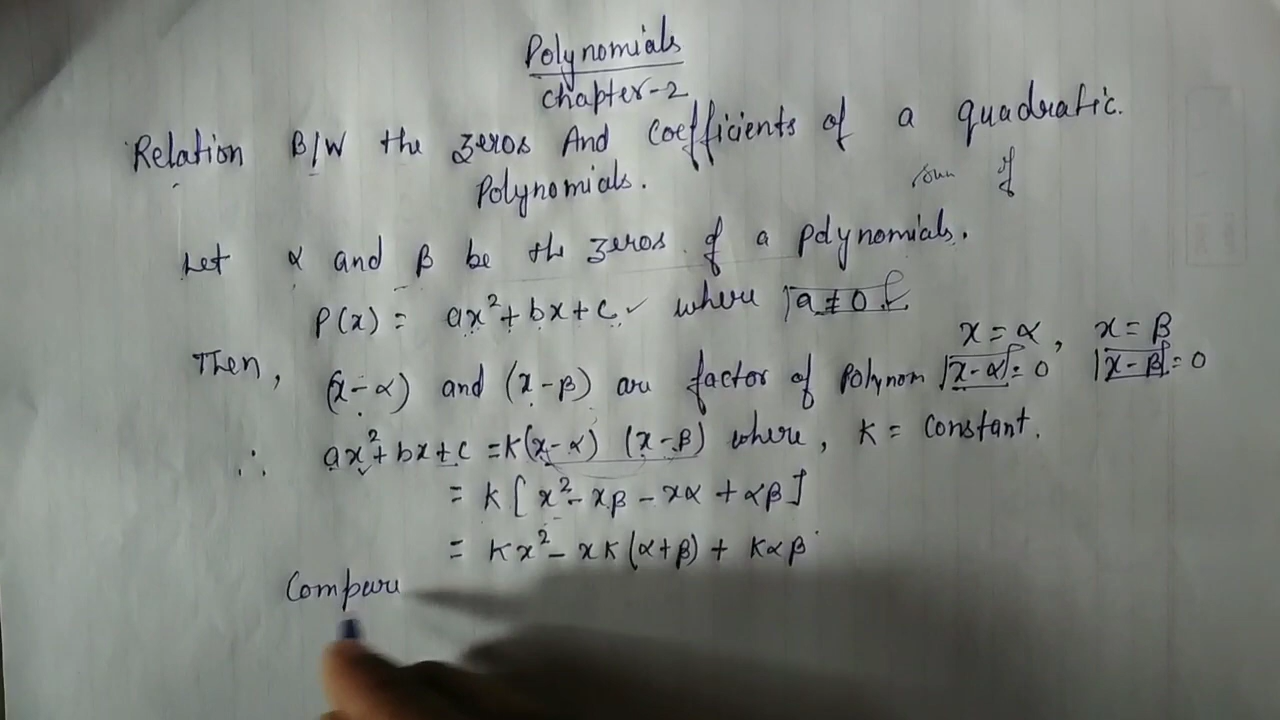 Polynomials
chapter-2
Relation B/W the zeros And Coefficients of a quadratic.
Polynomials.
of
Let α and β be the zeros of a polynomials.
P(x) = ax²+bx+c, where a≠0
x=α, x=β
Then, (x-α) and (x-β) are factor of Polynom x-α=0 x-β=0
∴ ax²+bx+c =K(x-α) (x-β) where, K = constant.
= K[x²-xβ-xα+αβ]
= Kx²-xK(α+β)+Kαβ
Compare